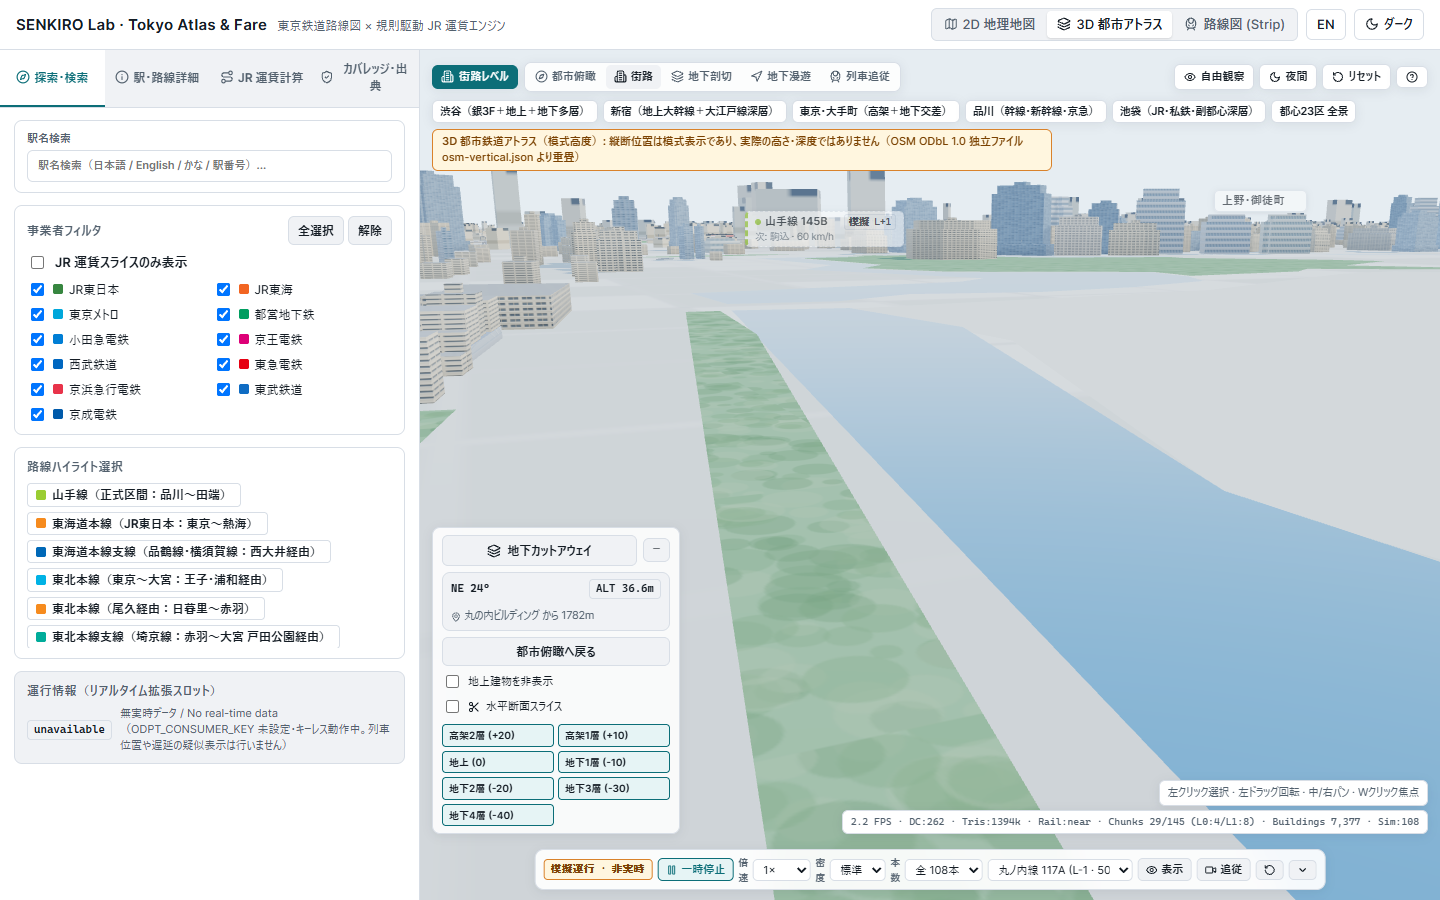 SENKIRO Lab · Tokyo Atlas & Fare 東京鉄道路線図 × 規則駆動 JR 運賃エンジン
2D 地理地図 3D 都市アトラス 路線図 (Strip) EN ダーク
探索・検索 駅・路線詳細 JR 運賃計算 カバレッジ・出典
街路レベル 都市俯瞰 街路 地下剖切 地下漫遊 列車追従 自由観察 夜間 リセット
渋谷（銀3F＋地上＋地下多層） 新宿（地上大幹線＋大江戸線深層） 東京・大手町（高架＋地下交差） 品川（幹線・新幹線・京急） 池袋（JR・私鉄・副都心深層） 都心23区 全景
3D 都市鉄道アトラス（模式高度）: 縦断位置は模式表示であり、実際の高さ・深度ではありません（OSM ODbL 1.0 独立ファイル
osm-vertical.json より重畳）
駅名検索
駅名検索（日本語 / English / かな / 駅番号）...
事業者フィルタ 全選択 解除
JR 運賃スライスのみ表示
JR東日本 JR東海
東京メトロ 都営地下鉄
小田急電鉄 京王電鉄
西武鉄道 東急電鉄
京浜急行電鉄 東武鉄道
京成電鉄
路線ハイライト選択
山手線（正式区間：品川〜田端）
東海道本線（JR東日本：東京〜熱海）
東海道本線支線（品鶴線・横須賀線：西大井経由）
東北本線（東京〜大宮：王子・浦和経由）
東北本線（尾久経由：日暮里〜赤羽）
東北本線支線（埼京線：赤羽〜大宮 戸田公園経由）
運行情報（リアルタイム拡張スロット）
unavailable
無実時データ / No real-time data
（ODPT_CONSUMER_KEY 未設定・キーレス動作中。列車
位置や遅延の疑似表示は行いません）
山手線 145B 模擬 L+1
次: 駒込 · 60 km/h
上野・御徒町
地下カットアウェイ −
NE 24° ALT 36.6m
丸の内ビルディング から 1782m
都市俯瞰へ戻る
地上建物を非表示
水平断面スライス
高架2層 (+20) 高架1層 (+10)
地上 (0) 地下1層 (-10)
地下2層 (-20) 地下3層 (-30)
地下4層 (-40)
左クリック選択 · 左ドラッグ回転 · 中/右パン · Wクリック焦点
2.2 FPS · DC:262 · Tris:1394k · Rail:near · Chunks 29/145 (L0:4/L1:8) · Buildings 7,377 · Sim:108
模擬運行 · 非実時 一時停止 倍速 1× 密度 標準 本数 全 108本 丸ノ内線 117A (L-1 · 50 表示 追従